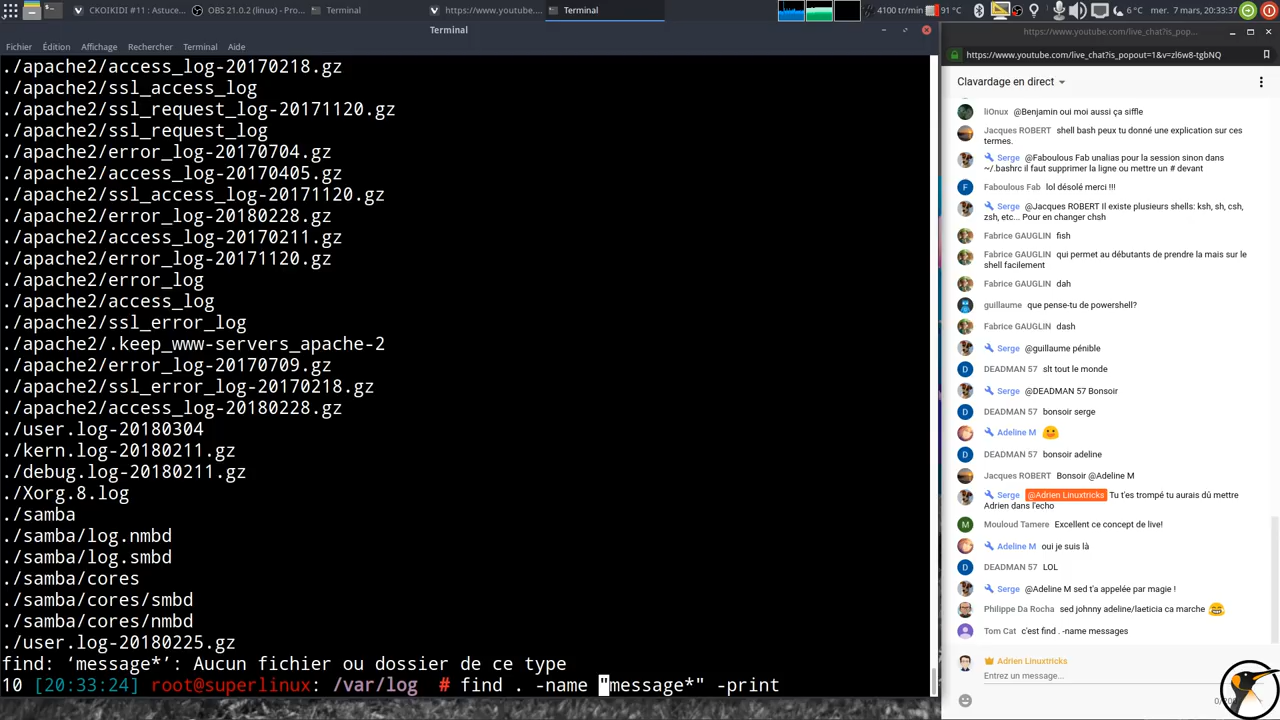 CKOIKIDI #11 : Astuce...
OBS 21.0.2 (linux) - Pro...
Terminal
https://www.youtube....
Terminal
4100 tr/min
91 °C
6 °C
mer. 7 mars, 20:33:37
Terminal
Fichier Édition Affichage Rechercher Terminal Aide
./apache2/access_log-20170218.gz
./apache2/ssl_access_log
./apache2/ssl_request_log-20171120.gz
./apache2/ssl_request_log
./apache2/error_log-20170704.gz
./apache2/access_log-20170409.gz
./apache2/ssl_access_log-20171120.gz
./apache2/error_log-20180228.gz
./apache2/error_log-20170218.gz
./apache2/error_log-20171120.gz
./apache2/error_log
./apache2/access_log
./apache2/ssl_error_log
./apache2/.keep_www-servers_apache-2
./apache2/error_log-20170409.gz
./apache2/ssl_error_log-20170218.gz
./apache2/access_log-20180228.gz
./user.log-20180304
./kern.log-20180211.gz
./debug.log-20180211.gz
./Xorg.8.log
./samba
./samba/log.nmbd
./samba/log.smbd
./samba/cores
./samba/cores/smbd
./samba/cores/nmbd
./user.log-20180225.gz
find: ‘message*’: Aucun fichier ou dossier de ce type
10 [20:33:24] root@superlinux /var/log # find . -name "message*" -print
https://www.youtube.com/live_chat?is_pop...
https://www.youtube.com/live_chat?is_popout=1&v=zl6w8-tgbNQ
Clavardage en direct
liOnux @Benjamin oui moi aussi ça siffle
Jacques ROBERT shell bash peux tu donné une explication sur ces
termes.
Serge @Faboulous Fab unalias pour la session sinon dans
~/.bashrc il faut supprimer la ligne ou mettre un # devant
Faboulous Fab lol désolé merci !!!
Serge @Jacques ROBERT Il existe plusieurs shells: ksh, sh, csh,
zsh, etc... Pour en changer chsh
Fabrice GAUGLIN fish
Fabrice GAUGLIN qui permet au débutants de prendre la mais sur le
shell facilement
Fabrice GAUGLIN dah
guillaume que pense-tu de powershell?
Fabrice GAUGLIN dash
Serge @guillaume pénible
DEADMAN 57 slt tout le monde
Serge @DEADMAN 57 Bonsoir
DEADMAN 57 bonsoir serge
Adeline M
DEADMAN 57 bonsoir adeline
Jacques ROBERT Bonsoir @Adeline M
Serge @Adrien Linuxtricks Tu t'es trompé tu aurais dû mettre
Adrien dans l'echo
Mouloud Tamere Excellent ce concept de live!
Adeline M oui je suis là
DEADMAN 57 LOL
Serge @Adeline M sed t'a appelée par magie !
Philippe Da Rocha sed johnny adeline/laeticia ca marche
Tom Cat c'est find . -name messages
Adrien Linuxtricks
Entrez un message...